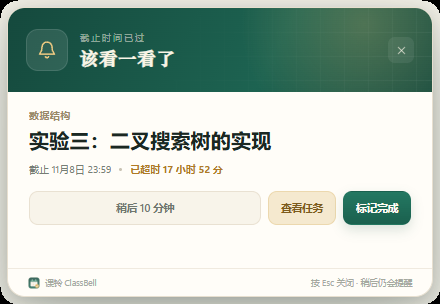 截止时间已过
该看一看了
数据结构
实验三：二叉搜索树的实现
截止 11月8日 23:59 • 已超时 17 小时 52 分
稍后 10 分钟 查看任务 标记完成
课铃 ClassBell 按 Esc 关闭 · 稍后仍会提醒